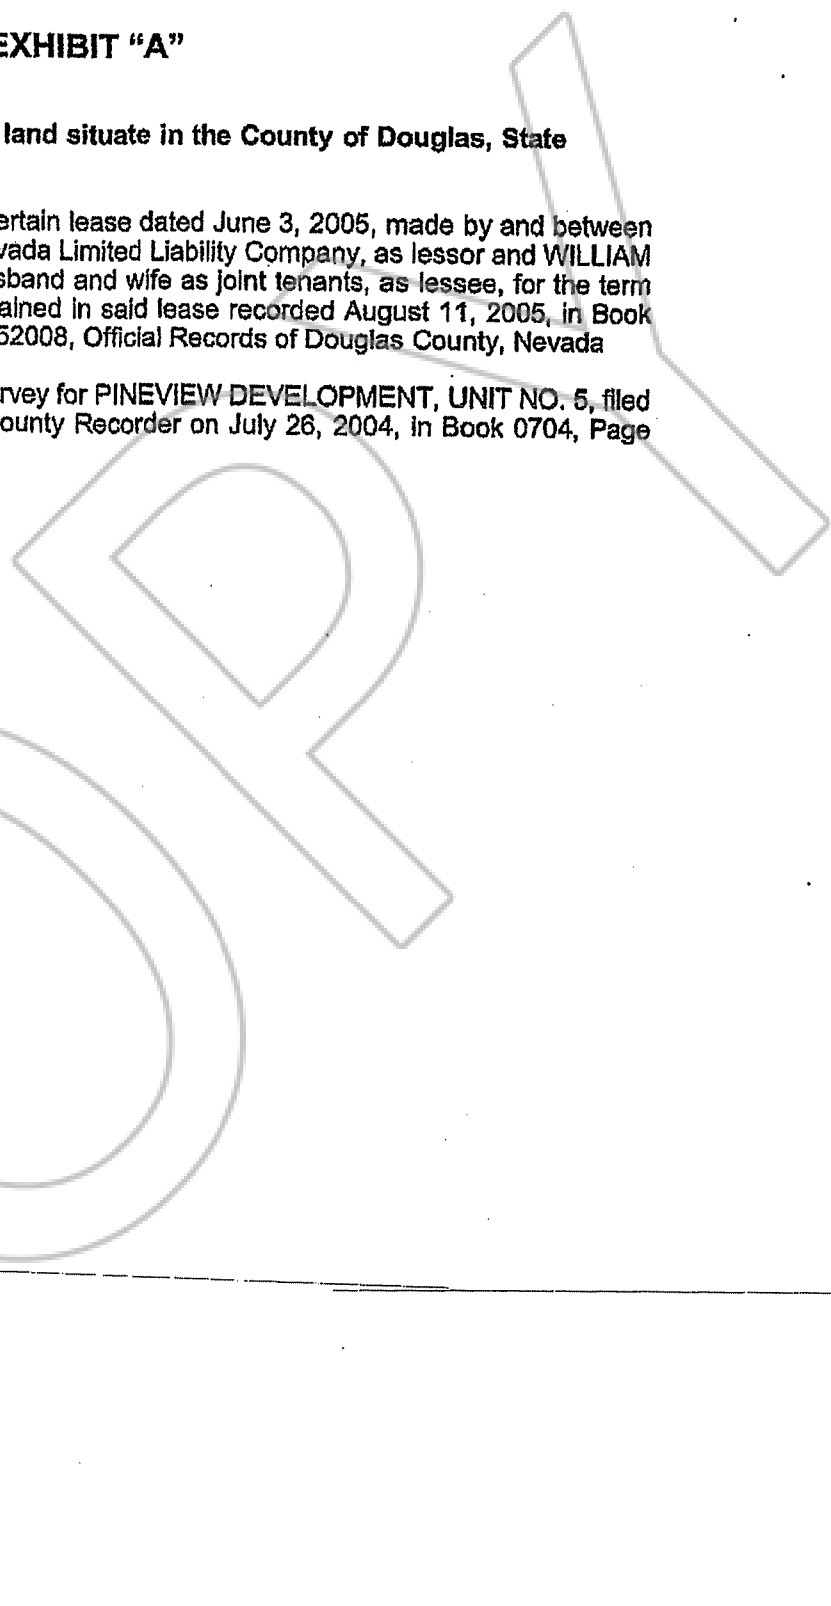 EXHIBIT “A”
land situate in the County of Douglas, State
ertain lease dated June 3, 2005, made by and between
vada Limited Liability Company, as lessor and WILLIAM
sband and wife as joint tenants, as lessee, for the term
ained in said lease recorded August 11, 2005, in Book
52008, Official Records of Douglas County, Nevada
rvey for PINEVIEW DEVELOPMENT, UNIT NO. 5, filed
ounty Recorder on July 26, 2004, in Book 0704, Page
OPY